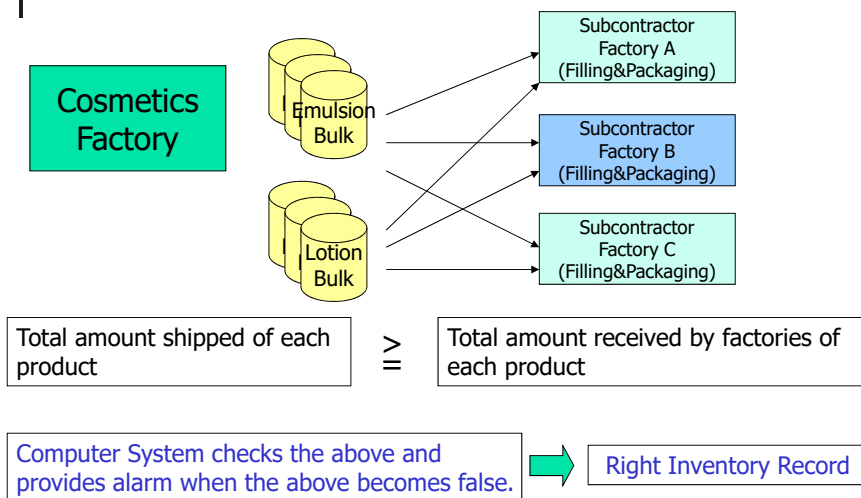 Cosmetics
Factory
Emulsion
Bulk
Lotion
Bulk
Subcontractor
Factory A
(Filling&Packaging)
Subcontractor
Factory B
(Filling&Packaging)
Subcontractor
Factory C
(Filling&Packaging)
Total amount shipped of each
product
>
=
Total amount received by factories of
each product
Computer System checks the above and
provides alarm when the above becomes false.
Right Inventory Record